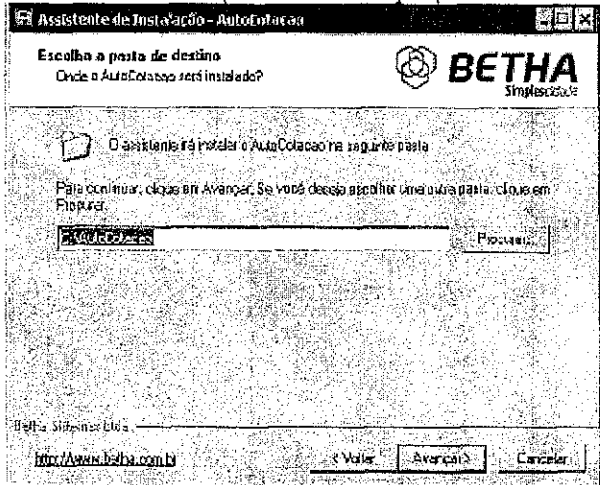 Assistente de Instalação - AutoCotacao
Escolha a pasta de destino
Onde o AutoCotacao será instalado?
BETHA
Simplescidade
O assistente irá instalar o AutoCotacao na seguinte pasta
Para continuar, clique em Avançar. Se você deseja escolher uma outra pasta, clique em
Procurar.
C:\AutoCotacao
Procurar...
Betha Sistemas Ltda.
http://www.betha.com.br
< Voltar
Avançar >
Cancelar